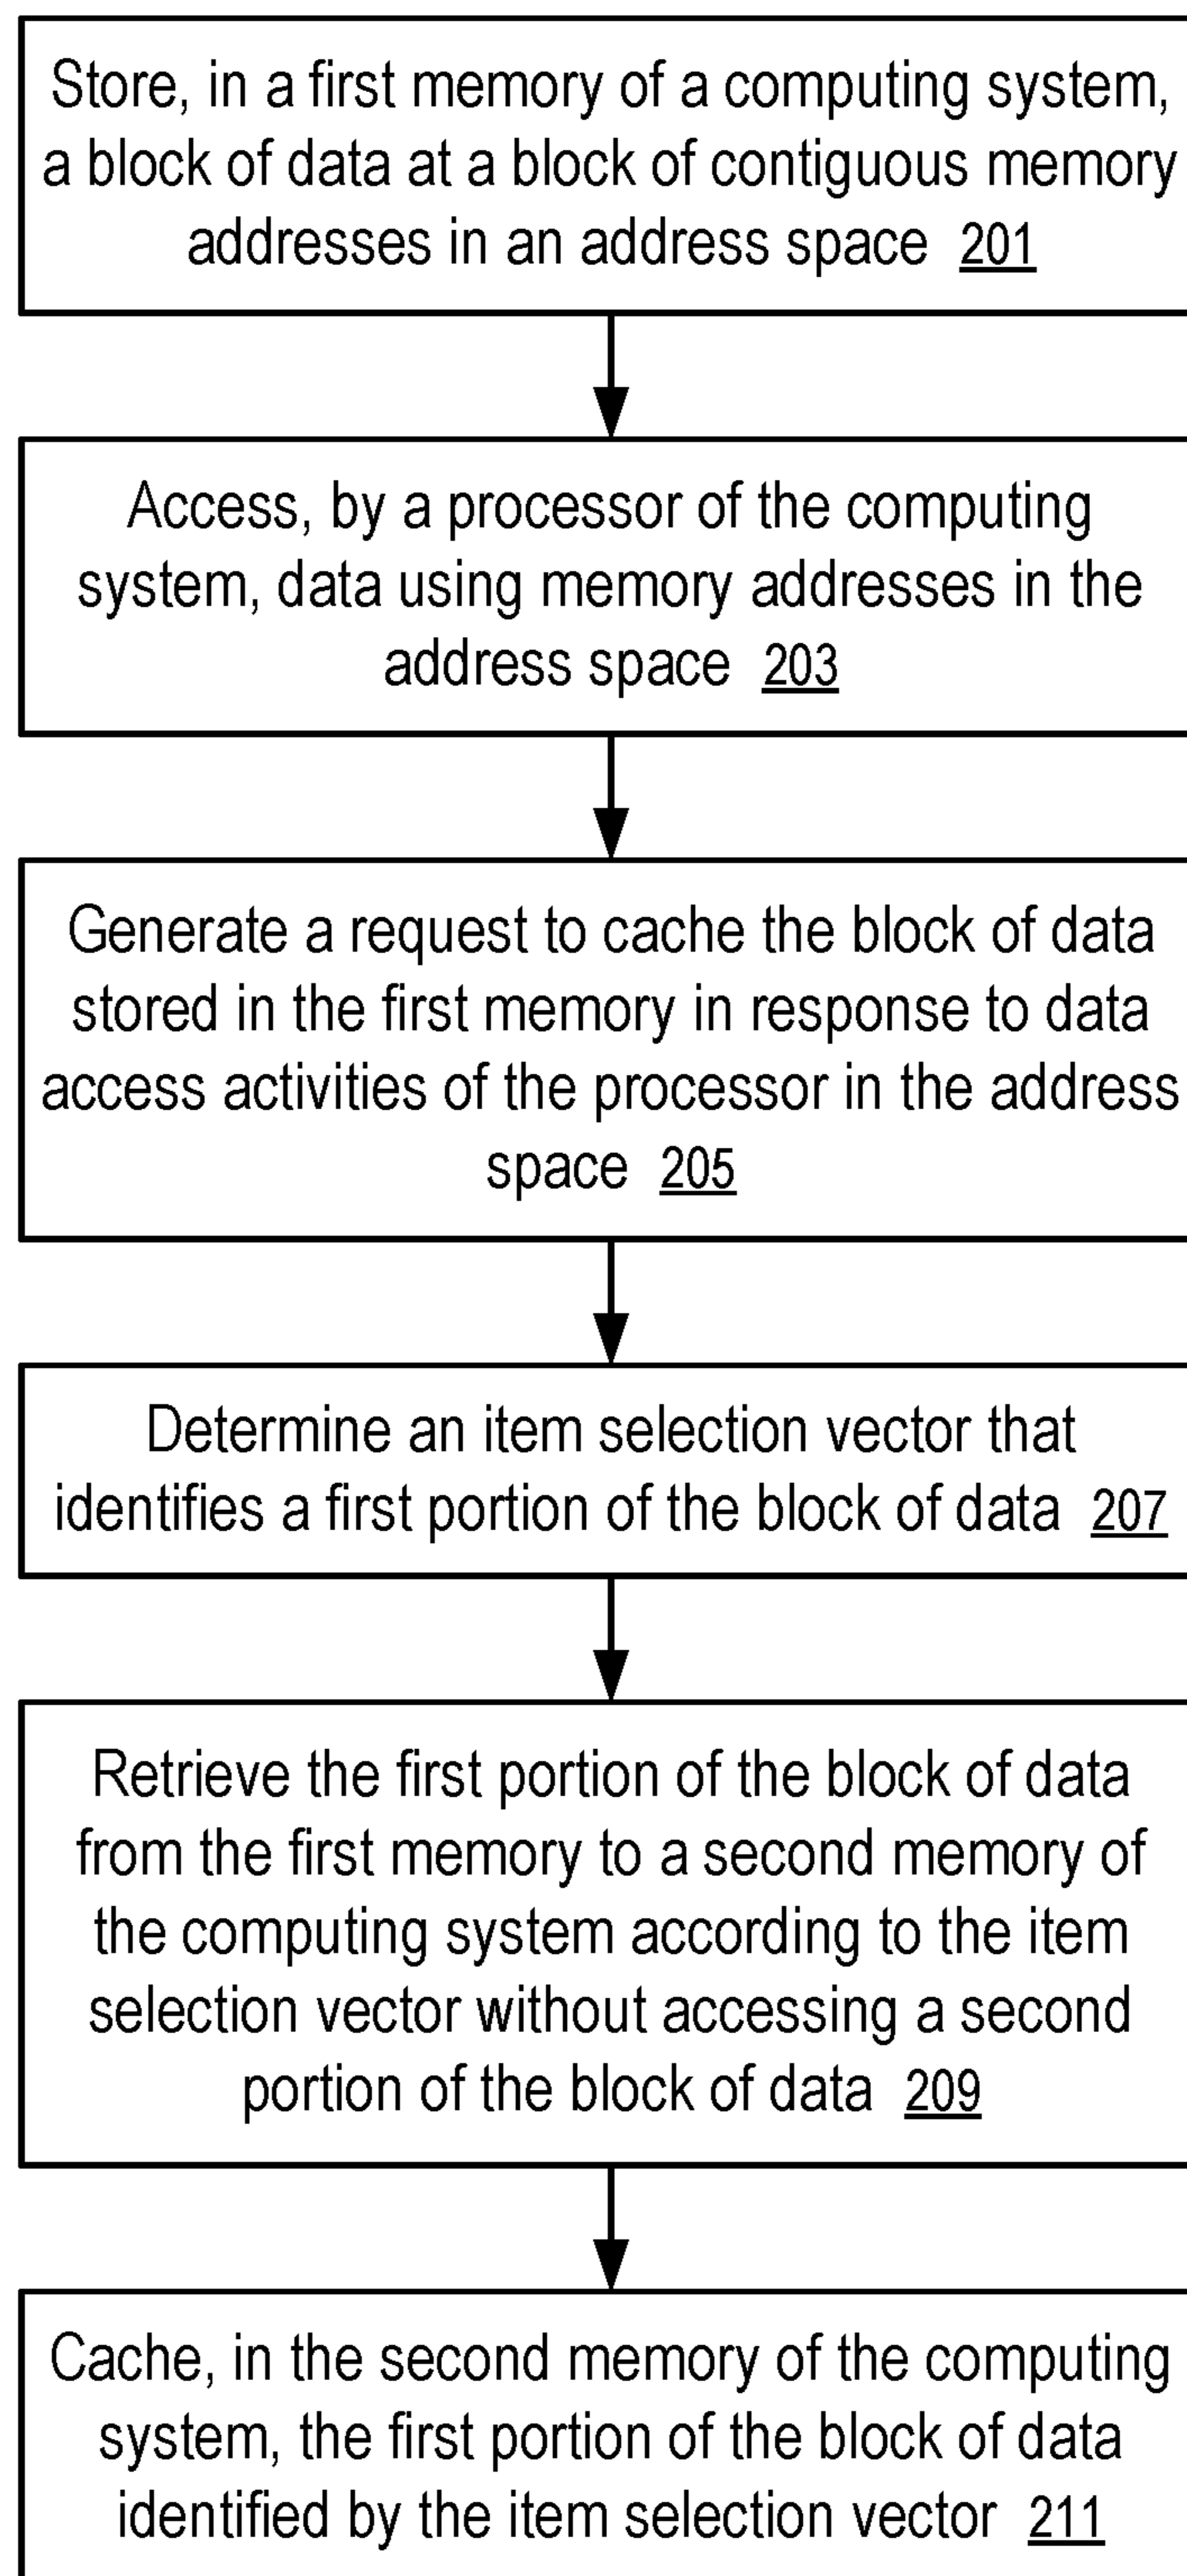 Store, in a first memory of a computing system,
a block of data at a block of contiguous memory
addresses in an address space 201
Access, by a processor of the computing
system, data using memory addresses in the
address space 203
Generate a request to cache the block of data
stored in the first memory in response to data
access activities of the processor in the address
space 205
Determine an item selection vector that
identifies a first portion of the block of data 207
Retrieve the first portion of the block of data
from the first memory to a second memory of
the computing system according to the item
selection vector without accessing a second
portion of the block of data 209
Cache, in the second memory of the computing
system, the first portion of the block of data
identified by the item selection vector 211